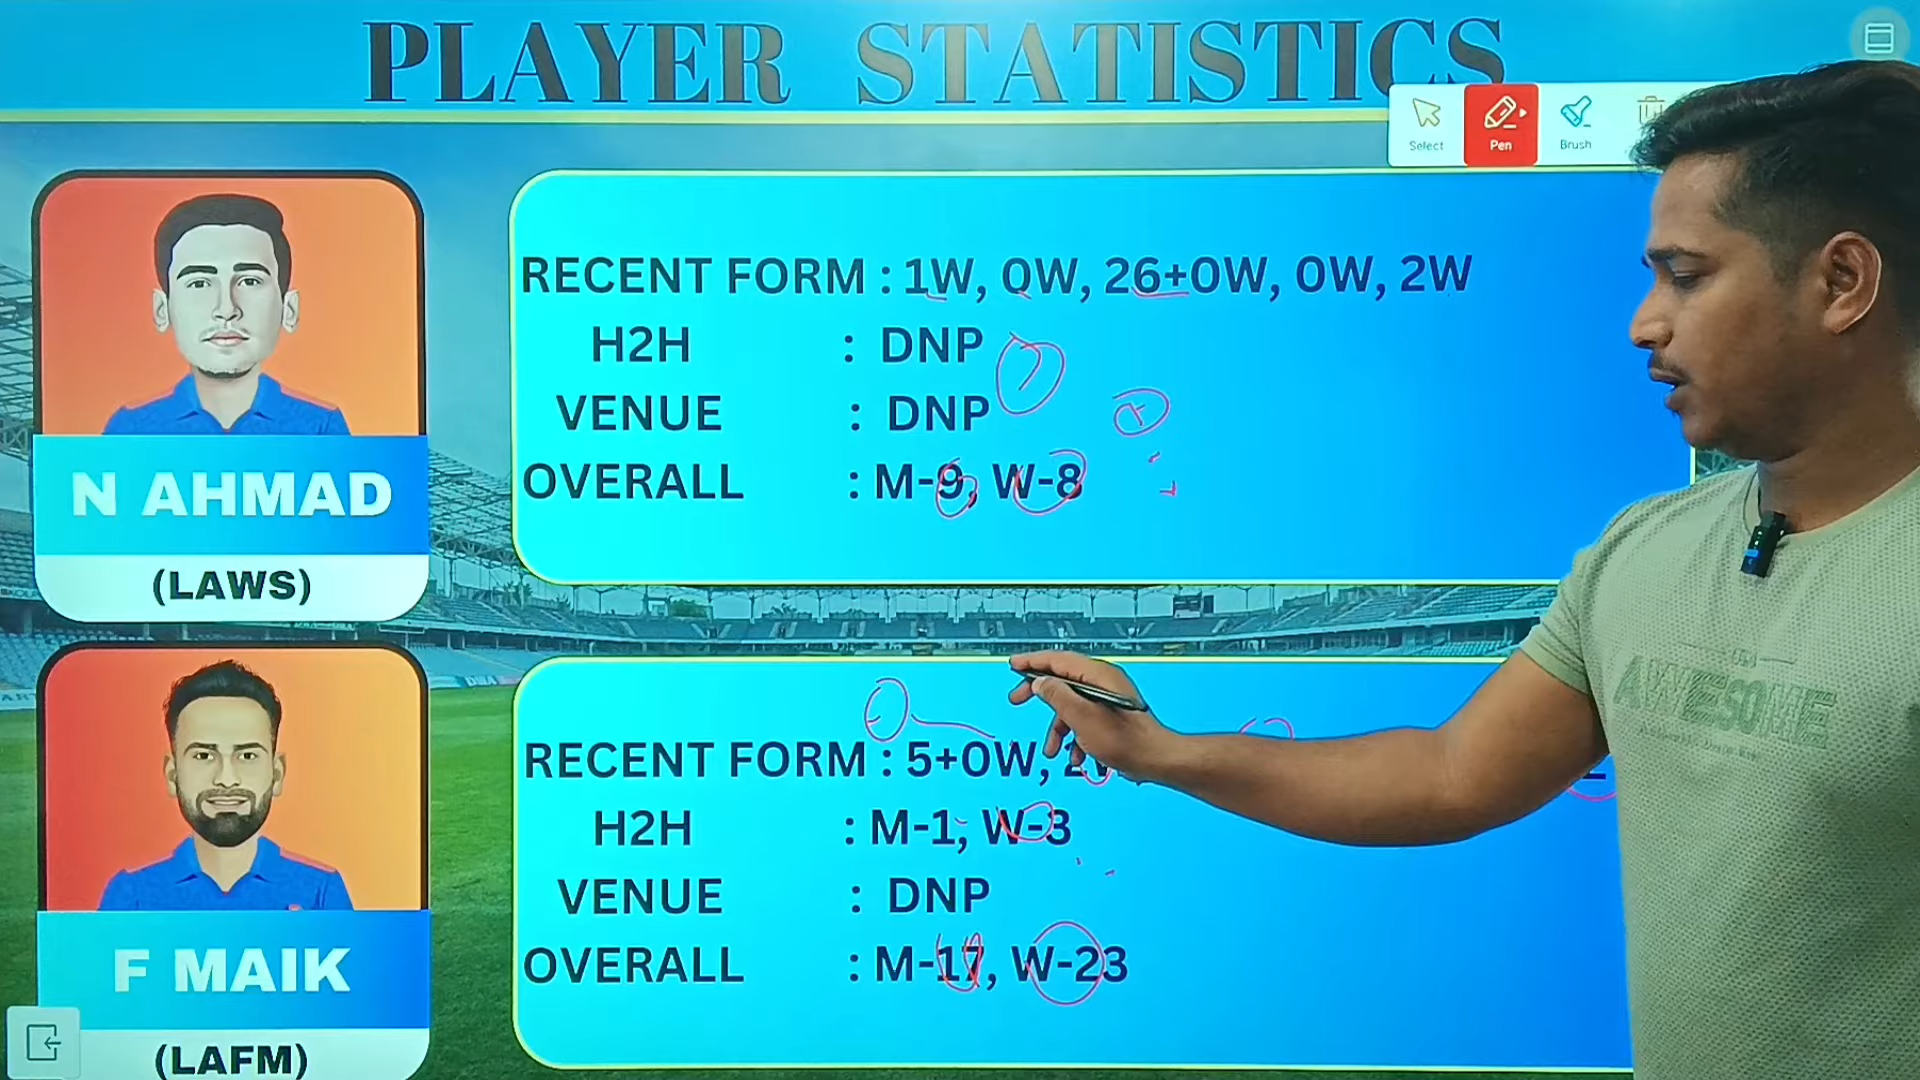 PLAYER STATISTICS
Select Pen Brush
RECENT FORM : 1W, 0W, 26+0W, 0W, 2W
H2H : DNP
VENUE : DNP
OVERALL : M-9, W-8
N AHMAD
(LAWS)
RECENT FORM : 5+0W,
H2H : M-1, W-3
VENUE : DNP
OVERALL : M-17, W-23
F MAIK
(LAFM)
AWESOME